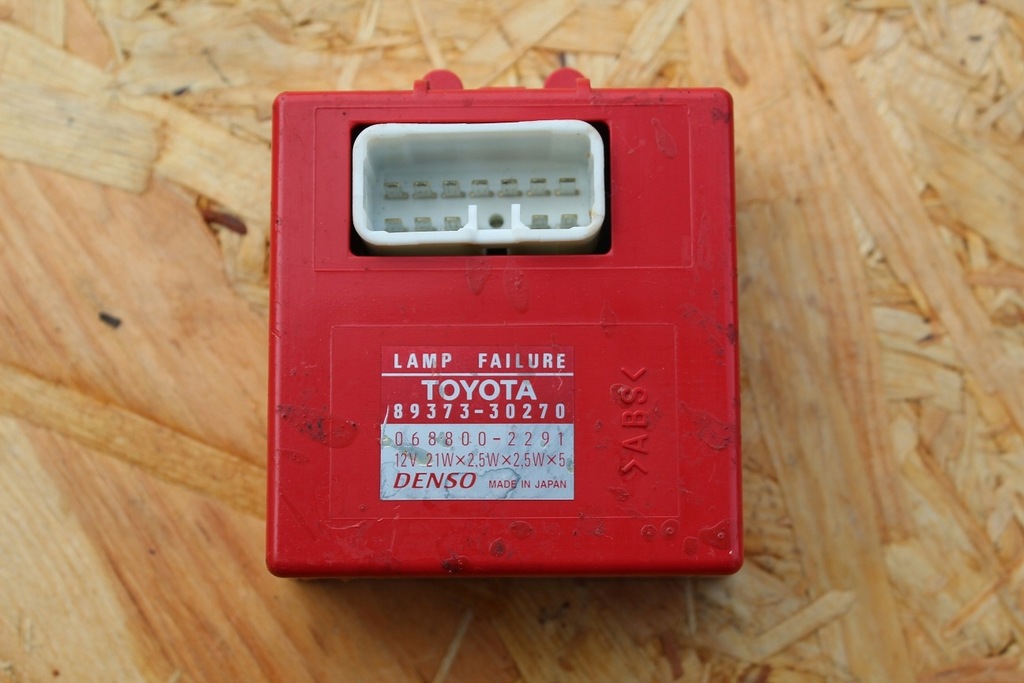 LAMP FAILURE
TOYOTA
89373-30270
068800-2291
12V 21W×2,5W×2,5W×5
DENSO MADE IN JAPAN
>ABS<